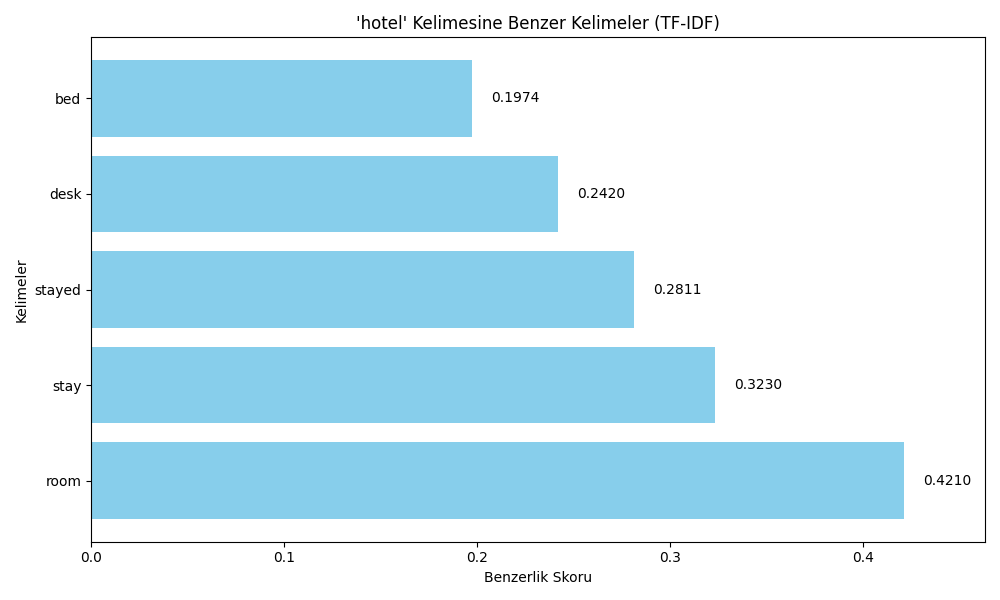 'hotel' Kelimesine Benzer Kelimeler (TF-IDF)
Kelimeler
bed
0.1974
desk
0.2420
stayed
0.2811
stay
0.3230
room
0.4210
0.0 0.1 0.2 0.3 0.4
Benzerlik Skoru